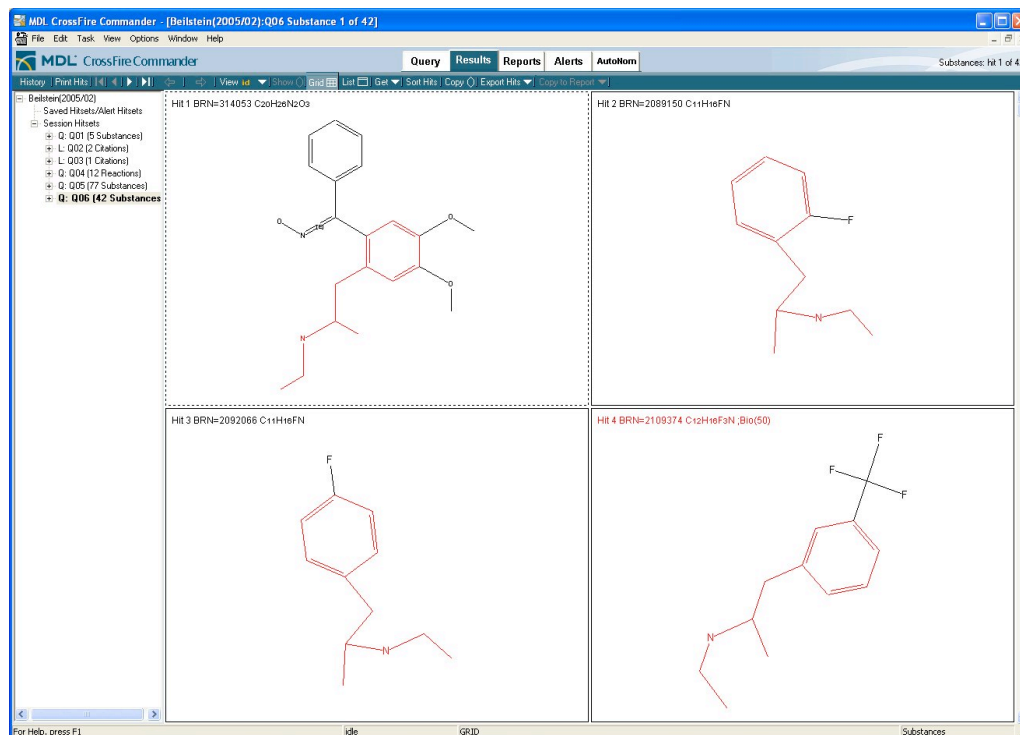 MDL CrossFire Commander - [Beilstein(2005/02):Q06 Substance 1 of 42]
File Edit Task View Options Window Help
MDL® CrossFire Commander
Query Results Reports Alerts AutoNom
Substances: hit 1 of 4
History Print Hits View id Show Grid List Get Sort Hits Copy Export Hits Copy to Report
Beilstein(2005/02)
Saved Hitsets/Alert Hitsets
Session Hitsets
Q: Q01 (5 Substances)
L: Q02 (2 Citations)
L: Q03 (1 Citations)
Q: Q04 (12 Reactions)
Q: Q05 (77 Substances)
Q: Q06 (42 Substances
Hit 1 BRN=314053 C20H26N2O3
O
N
O
O
N
Hit 2 BRN=2089150 C11H16FN
F
N
Hit 3 BRN=2092066 C11H16FN
F
N
Hit 4 BRN=2109374 C12H16F3N ;Bio(50)
F
F
F
N
For Help, press F1
idle
GRID
Substances